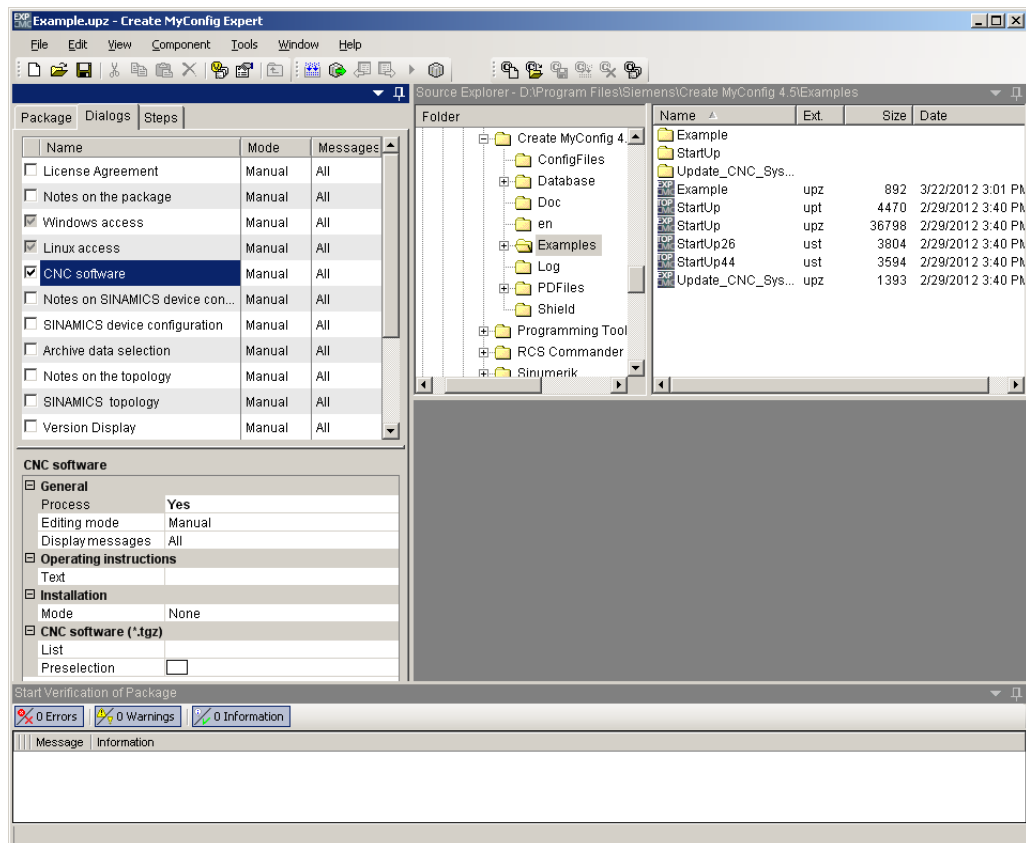 Example.upz - Create MyConfig Expert
File Edit View Component Tools Window Help
Source Explorer - D:\Program Files\Siemens\Create MyConfig 4.5\Examples
Package Dialogs Steps
Name Mode Messages
License Agreement Manual All
Notes on the package Manual All
Windows access Manual All
Linux access Manual All
CNC software Manual All
Notes on SINAMICS device con... Manual All
SINAMICS device configuration Manual All
Archive data selection Manual All
Notes on the topology Manual All
SINAMICS topology Manual All
Version Display Manual All
Folder
Create MyConfig 4.
ConfigFiles
Database
Doc
en
Examples
Log
PDFiles
Shield
Programming Tool
RCS Commander
Sinumerik
Name Ext. Size Date
Example
StartUp
Update_CNC_Sys...
Example upz 892 3/22/2012 3:01 PM
StartUp upt 4470 2/29/2012 3:40 PM
StartUp upz 36798 2/29/2012 3:40 PM
StartUp26 ust 3804 2/29/2012 3:40 PM
StartUp44 ust 3594 2/29/2012 3:40 PM
Update_CNC_Sys... upz 1393 2/29/2012 3:40 PM
CNC software
General
Process Yes
Editing mode Manual
Display messages All
Operating instructions
Text
Installation
Mode None
CNC software (*.tgz)
List
Preselection
Start Verification of Package
0 Errors 0 Warnings 0 Information
Message Information